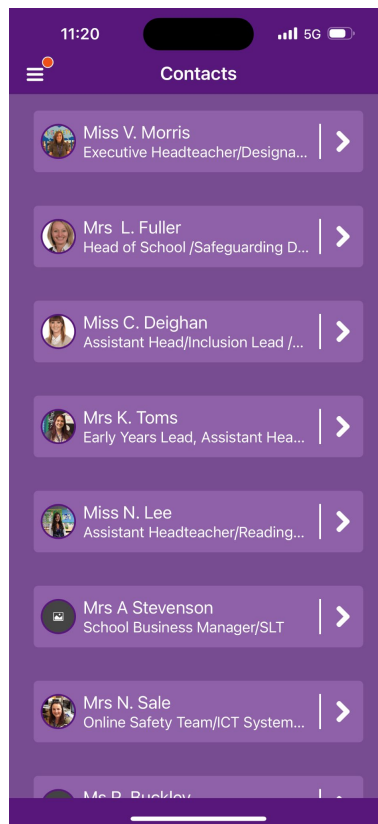 11:20
5G
Contacts
Miss V. Morris
Executive Headteacher/Designa...
Mrs  L. Fuller
Head of School /Safeguarding D...
Miss C. Deighan
Assistant Head/Inclusion Lead /...
Mrs K. Toms
Early Years Lead, Assistant Hea...
Miss N. Lee
Assistant Headteacher/Reading...
Mrs A Stevenson
School Business Manager/SLT
Mrs N. Sale
Online Safety Team/ICT System...
Ms R. Buckley